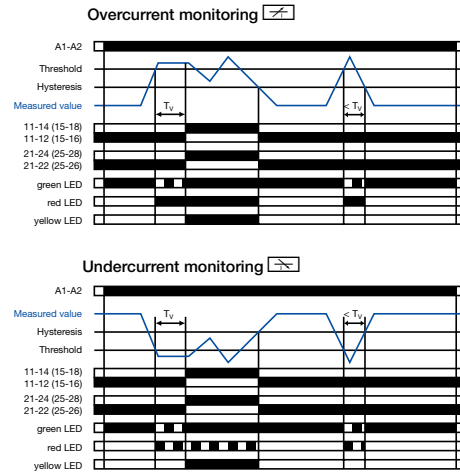 Overcurrent monitoring
A1-A2
Threshold
Hysteresis
Measured value
Tv
< Tv
11-14 (15-18)
11-12 (15-16)
21-24 (25-28)
21-22 (25-26)
green LED
red LED
yellow LED
Undercurrent monitoring
A1-A2
Measured value
Tv
< Tv
Hysteresis
Threshold
11-14 (15-18)
11-12 (15-16)
21-24 (25-28)
21-22 (25-26)
green LED
red LED
yellow LED